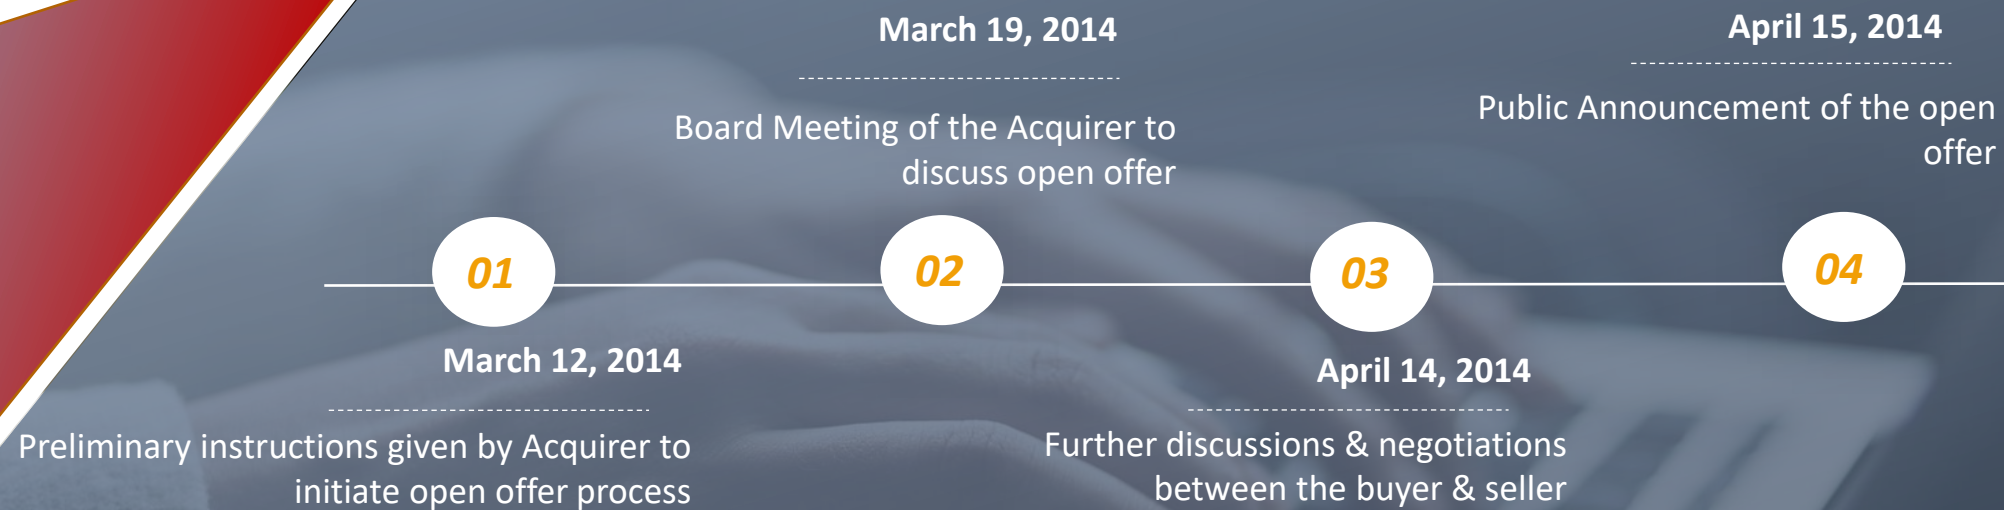 March 19, 2014
Board Meeting of the Acquirer to
discuss open offer
April 15, 2014
Public Announcement of the open
offer
01
02
03
04
March 12, 2014
Preliminary instructions given by Acquirer to
initiate open offer process
April 14, 2014
Further discussions & negotiations
between the buyer & seller